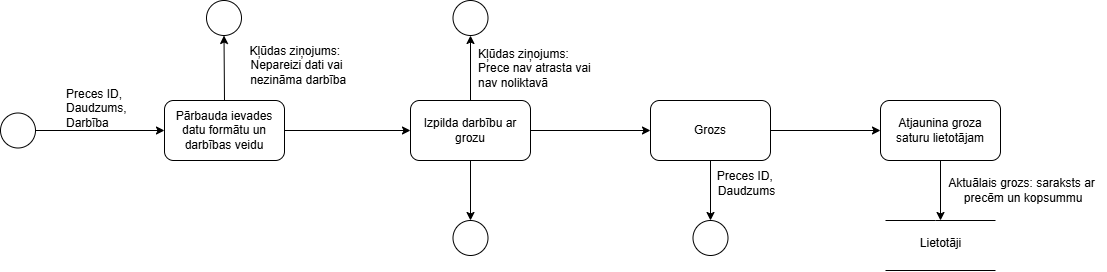 Kļūdas ziņojums:
Nepareizi dati vai
nezināma darbība
Kļūdas ziņojums:
Prece nav atrasta vai
nav noliktavā
Preces ID,
Daudzums,
Darbība
Pārbauda ievades
datu formātu un
darbības veidu
Izpilda darbību ar
grozu
Grozs
Atjaunina groza
saturu lietotājam
Preces ID,
Daudzums
Aktuālais grozs: saraksts ar
precēm un kopsummu
Lietotāji